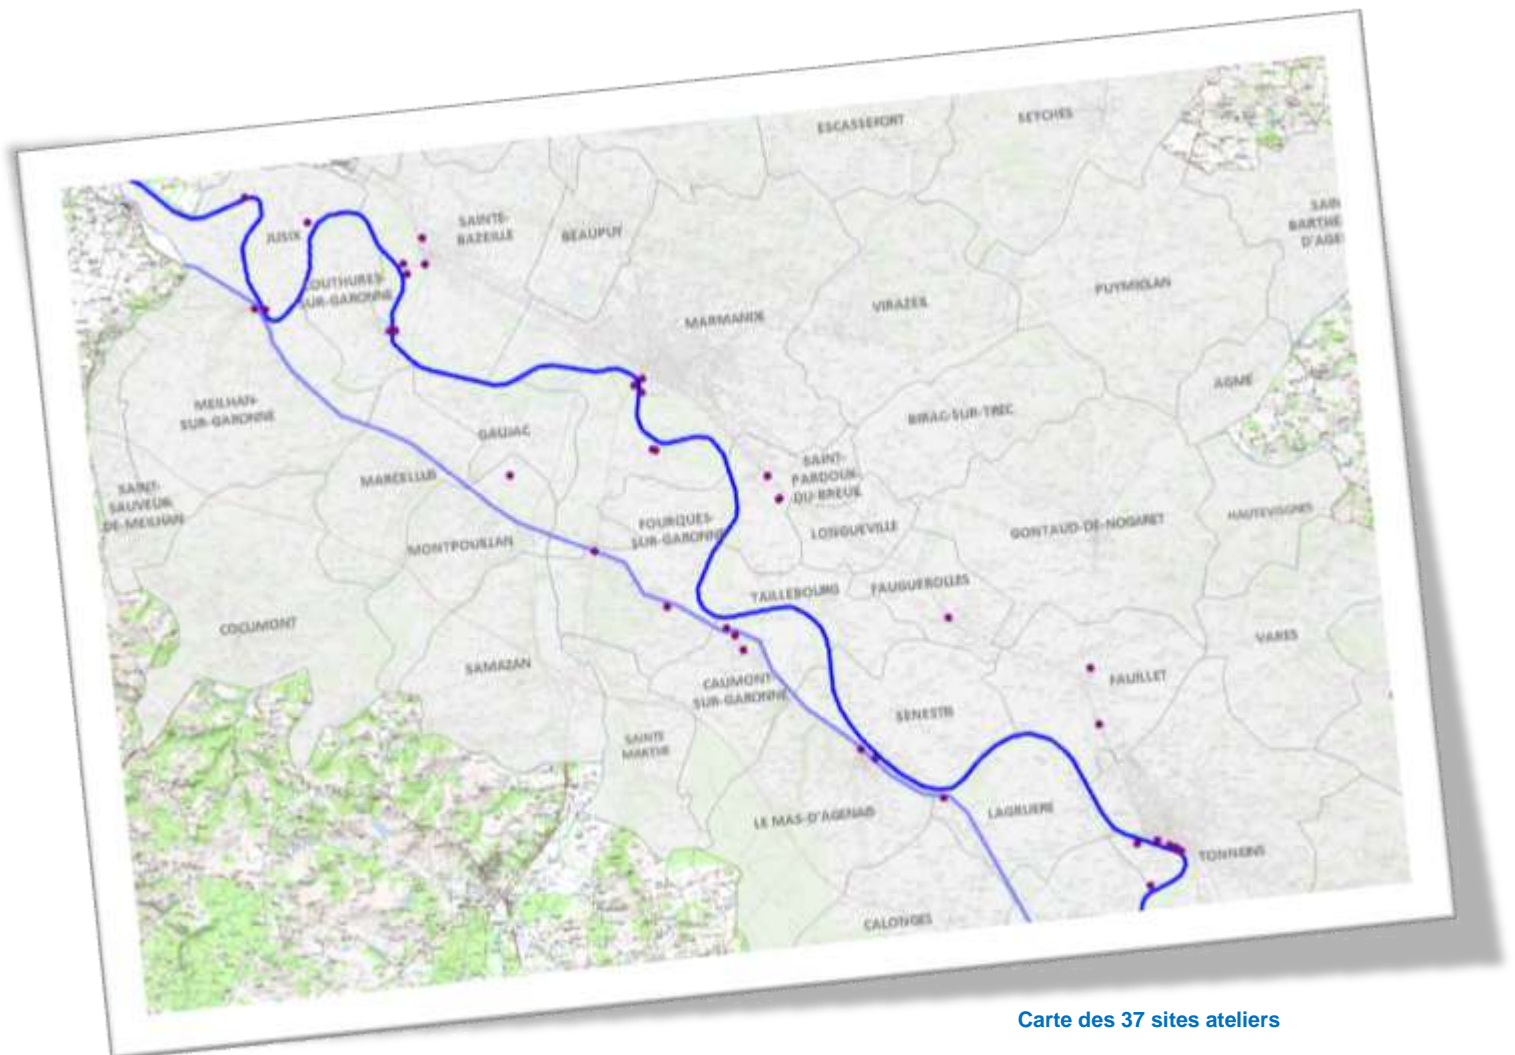 ESCASSEFORT
SEYCHES
SAINTE-
BAZEILLE
BEAUPUY
JUSIX
COUTHURES-
SUR-GARONNE
MARMANDE
VIRAZEIL
PUYMICLAN
AGMÉ
MEILHAN-
SUR-GARONNE
GAUJAC
BIRAC-SUR-TREC
MARCELLUS
SAINT-
PARDOUX-
DU-BREUIL
SAINT-
SAUVEUR-
DE-MEILHAN
FOURQUES-
SUR-GARONNE
LONGUEVILLE
GONTAUD-DE-NOGARET
HAUTESVIGNES
MONTPOUILLAN
TAILLEBOURG
FAUGUEROLLES
COCUMONT
VARES
SAMAZAN
CAUMONT-
SUR-GARONNE
FAUILLET
SENESTIS
SAINTE
MARTHE
LE MAS-D'AGENAIS
LAGRUERE
TONNEINS
CALONGES
Carte des 37 sites ateliers